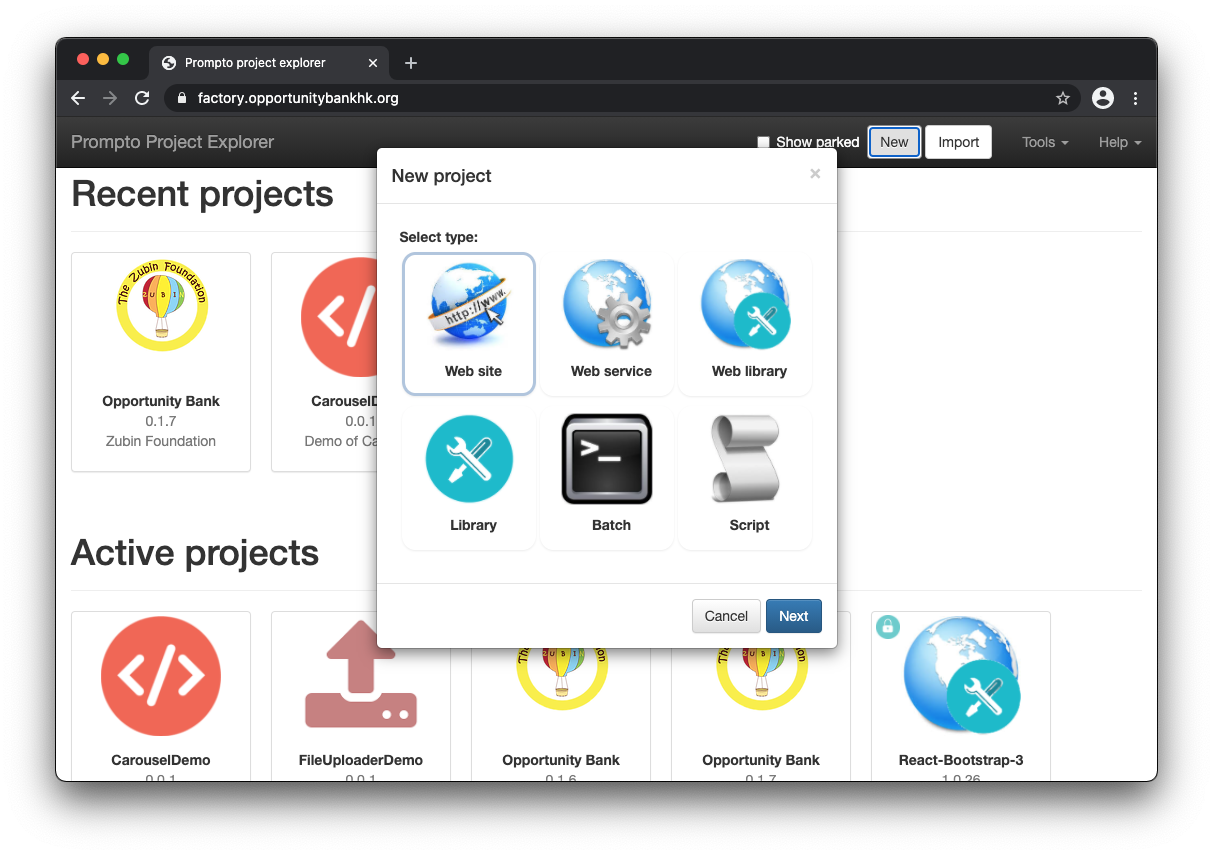 Prompto project explorer
factory.opportunitybankhk.org
Prompto Project Explorer
Show parked
New
Import
Tools
Help
Recent projects
The Zubin Foundation
ZUBIN
Opportunity Bank
0.1.7
Zubin Foundation
</>
CarouselD
0.0.1
Demo of Ca
New project
×
Select type:
http://www.
Web site
Web service
Web library
>_
Library
Batch
Script
Cancel
Next
Active projects
</>
CarouselDemo
0.0.1
FileUploaderDemo
0.0.1
Opportunity Bank
0.1.6
Opportunity Bank
0.1.7
React-Bootstrap-3
1.0.26